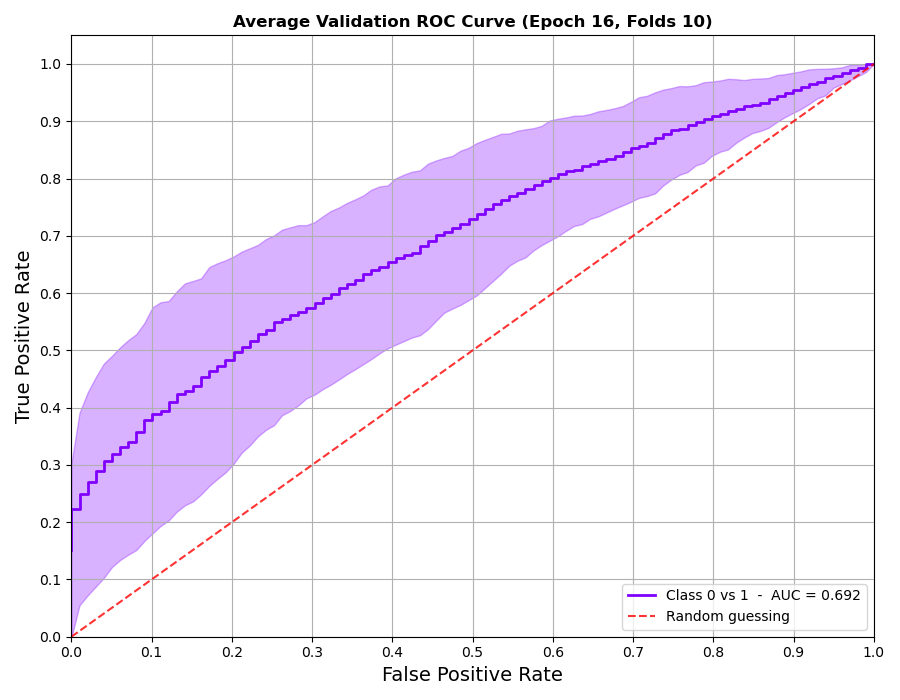 Average Validation ROC Curve (Epoch 16, Folds 10)
True Positive Rate
1.0
0.9
0.8
0.7
0.6
0.5
0.4
0.3
0.2
0.1
0.0
Class 0 vs 1 - AUC = 0.692
Random guessing
0.0 0.1 0.2 0.3 0.4 0.5 0.6 0.7 0.8 0.9 1.0
False Positive Rate